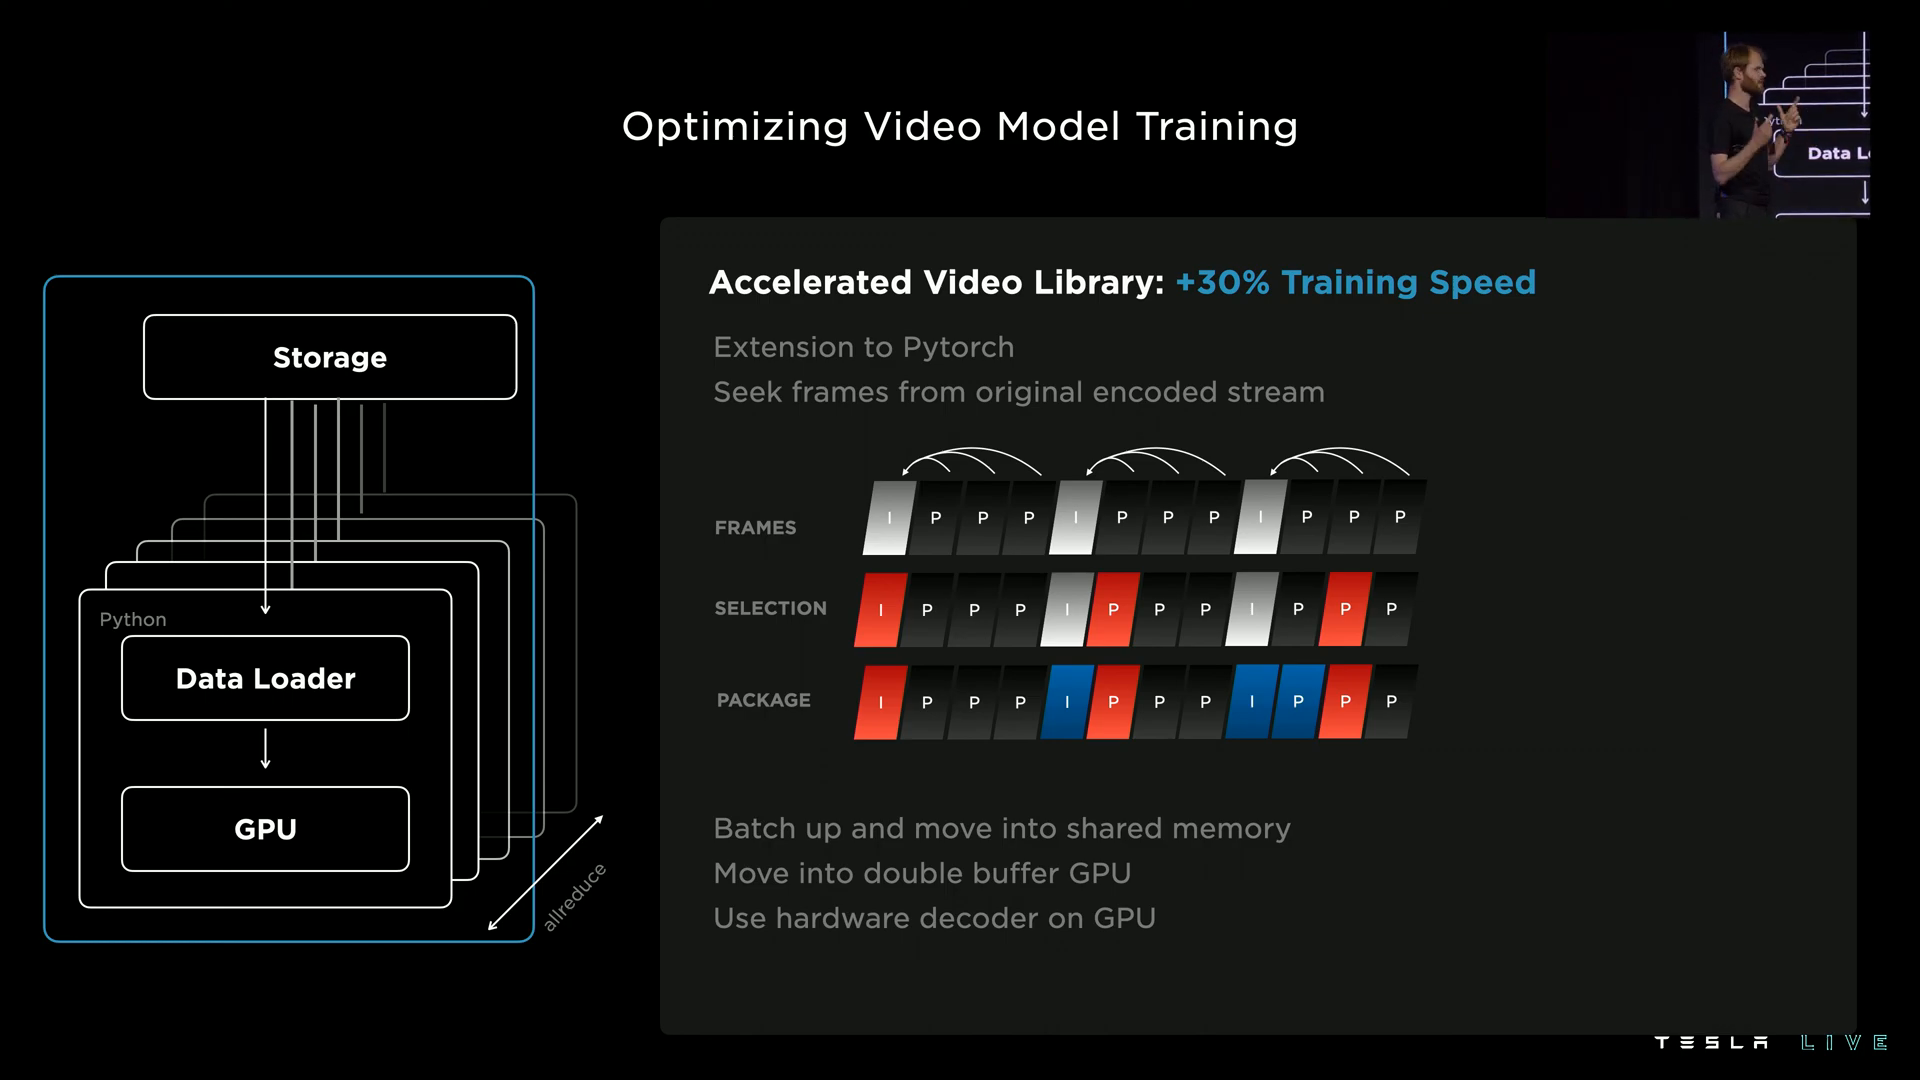 Optimizing Video Model Training
Data L
Storage
Python
Data Loader
GPU
allreduce
Accelerated Video Library: +30% Training Speed
Extension to Pytorch
Seek frames from original encoded stream
FRAMES I P P P I P P P I P P P
SELECTION I P P P I P P P I P P P
PACKAGE I P P P I P P P I P P P
Batch up and move into shared memory
Move into double buffer GPU
Use hardware decoder on GPU
TESLA LIVE